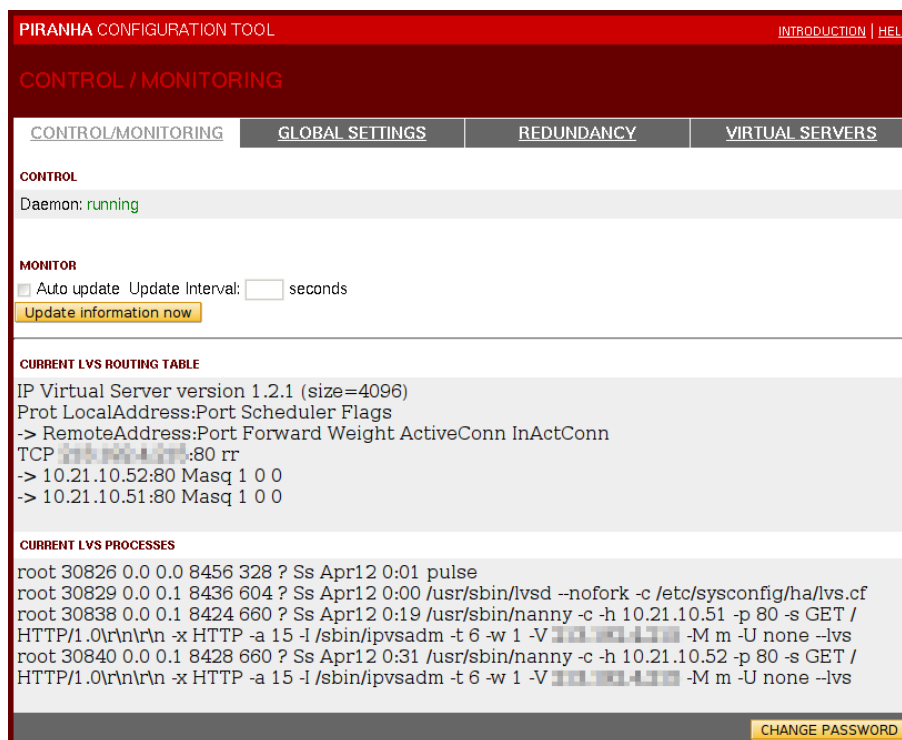 PIRANHA CONFIGURATION TOOL
INTRODUCTION | HEL
CONTROL / MONITORING
CONTROL/MONITORING GLOBAL SETTINGS REDUNDANCY VIRTUAL SERVERS
CONTROL
Daemon: running
MONITOR
Auto update Update Interval: seconds
Update information now
CURRENT LVS ROUTING TABLE
IP Virtual Server version 1.2.1 (size=4096)
Prot LocalAddress:Port Scheduler Flags
-> RemoteAddress:Port Forward Weight ActiveConn InActConn
TCP :80 rr
-> 10.21.10.52:80 Masq 1 0 0
-> 10.21.10.51:80 Masq 1 0 0
CURRENT LVS PROCESSES
root 30826 0.0 0.0 8456 328 ? Ss Apr12 0:01 pulse
root 30829 0.0 0.1 8436 604 ? Ss Apr12 0:00 /usr/sbin/lvsd --nofork -c /etc/sysconfig/ha/lvs.cf
root 30838 0.0 0.1 8424 660 ? Ss Apr12 0:19 /usr/sbin/nanny -c -h 10.21.10.51 -p 80 -s GET /
HTTP/1.0\r\n\r\n -x HTTP -a 15 -I /sbin/ipvsadm -t 6 -w 1 -V -M m -U none --lvs
root 30840 0.0 0.1 8428 660 ? Ss Apr12 0:31 /usr/sbin/nanny -c -h 10.21.10.52 -p 80 -s GET /
HTTP/1.0\r\n\r\n -x HTTP -a 15 -I /sbin/ipvsadm -t 6 -w 1 -V -M m -U none --lvs
CHANGE PASSWORD